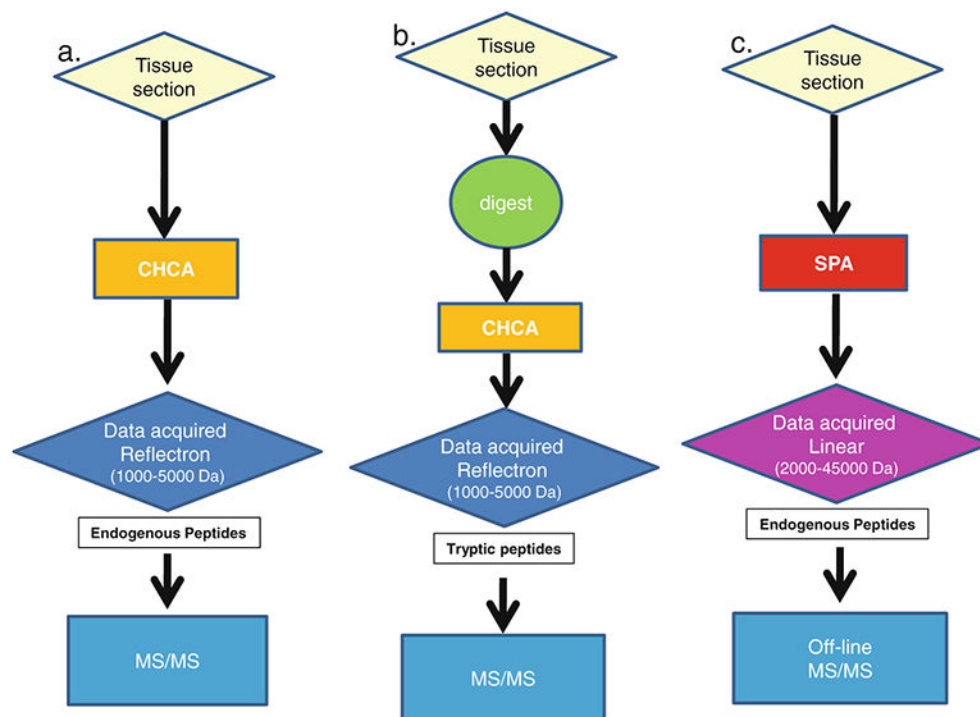 a.
Tissue
section
CHCA
Data acquired
Reflectron
(1000-5000 Da)
Endogenous Peptides
MS/MS
b.
Tissue
section
digest
CHCA
Data acquired
Reflectron
(1000-5000 Da)
Tryptic peptides
MS/MS
c.
Tissue
section
SPA
Data acquired
Linear
(2000-45000 Da)
Endogenous Peptides
Off-line
MS/MS